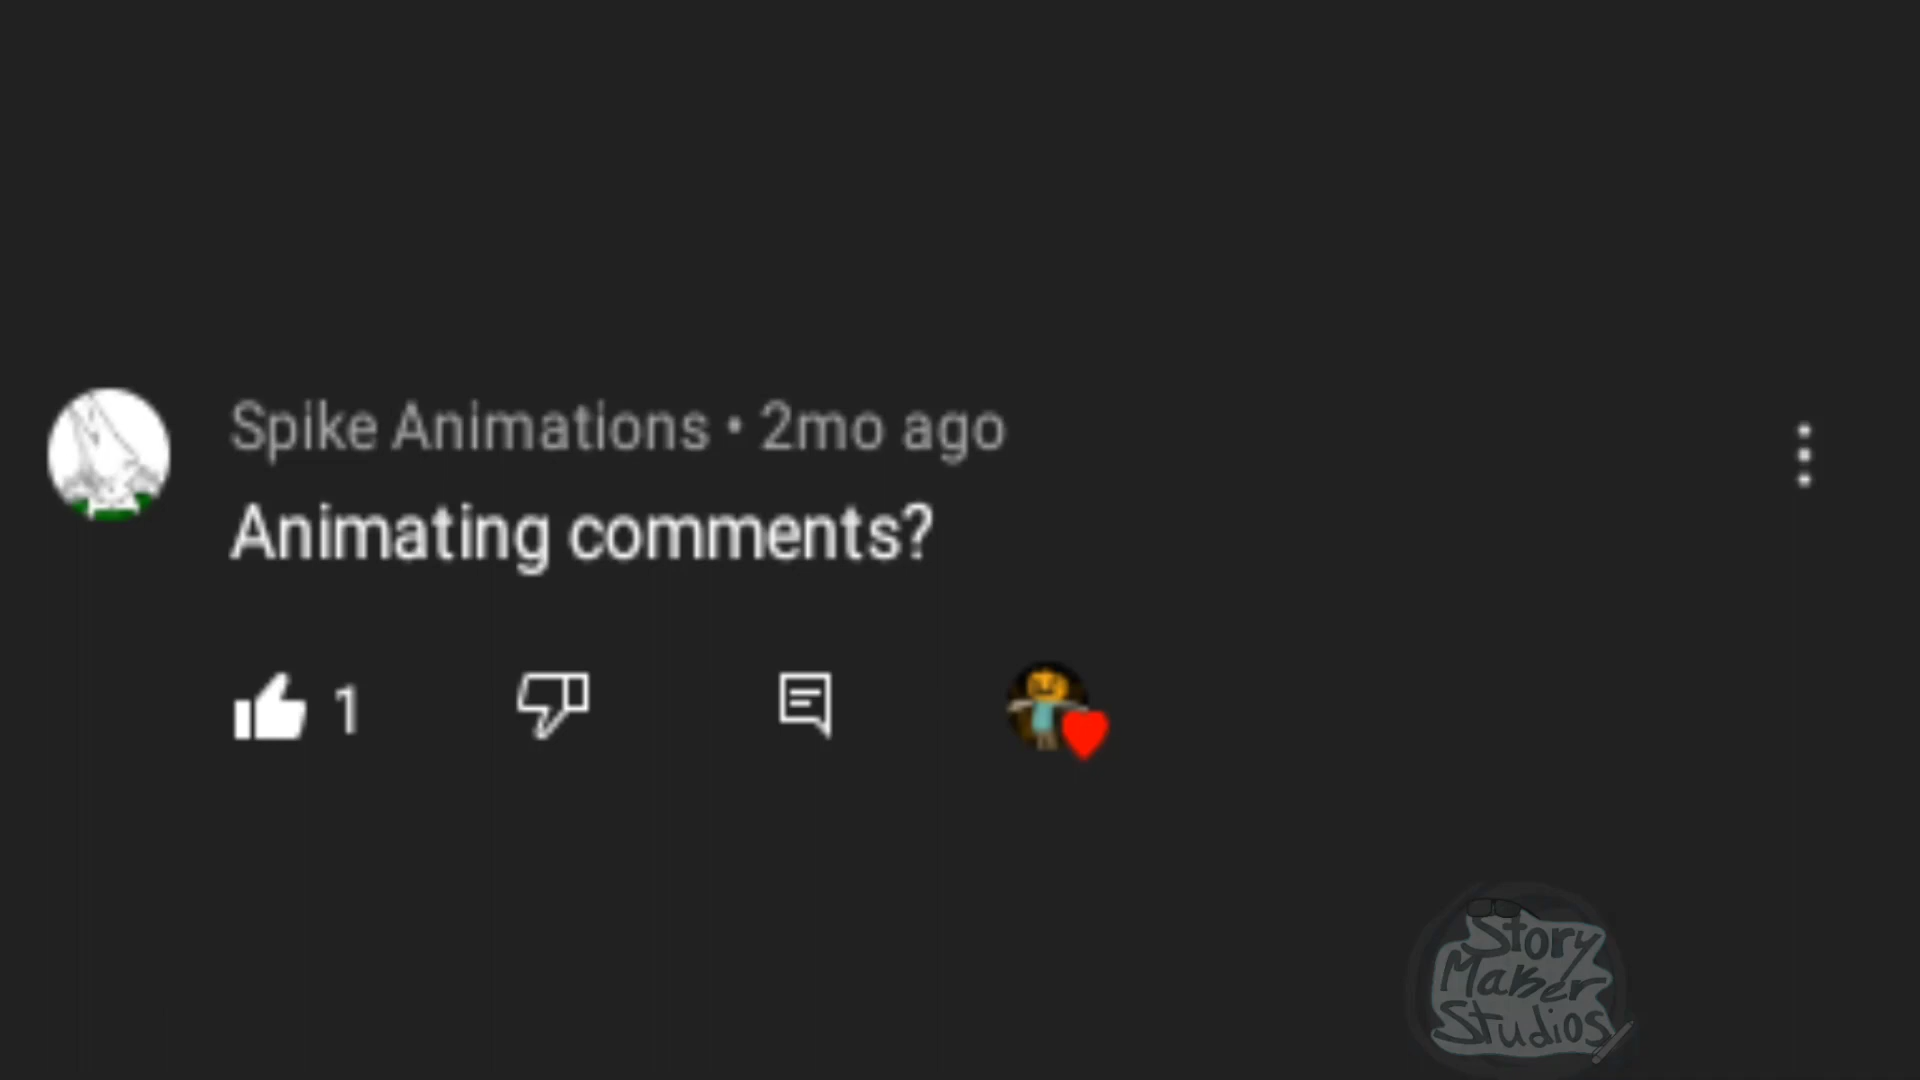 Spike Animations • 2mo ago
Animating comments?
1
Story
Maker
Studios